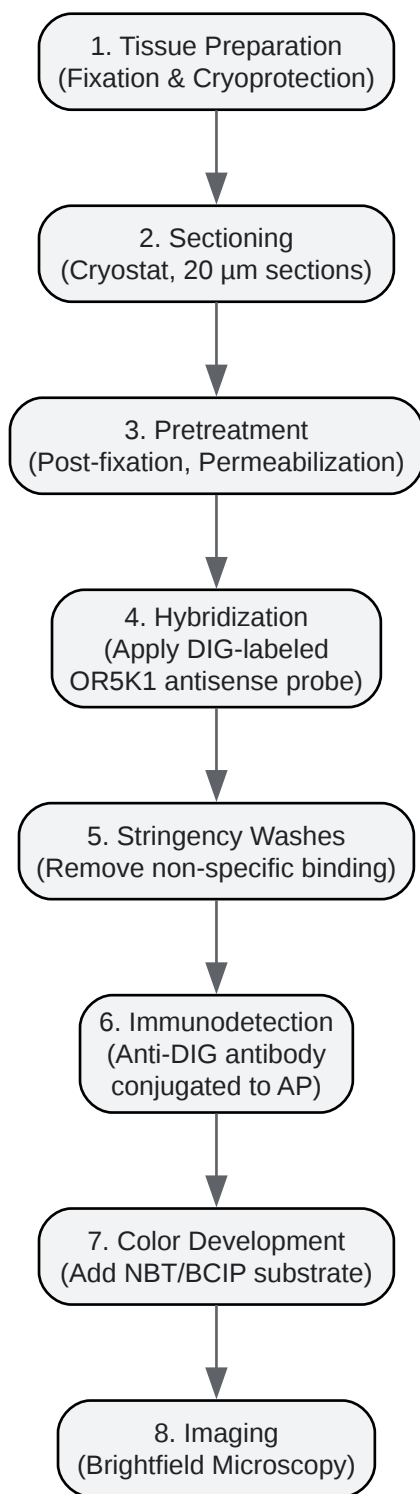 1. Tissue Preparation
(Fixation & Cryoprotection)
2. Sectioning
(Cryostat, 20 µm sections)
3. Pretreatment
(Post-fixation, Permeabilization)
4. Hybridization
(Apply DIG-labeled
OR5K1 antisense probe)
5. Stringency Washes
(Remove non-specific binding)
6. Immunodetection
(Anti-DIG antibody
conjugated to AP)
7. Color Development
(Add NBT/BCIP substrate)
8. Imaging
(Brightfield Microscopy)